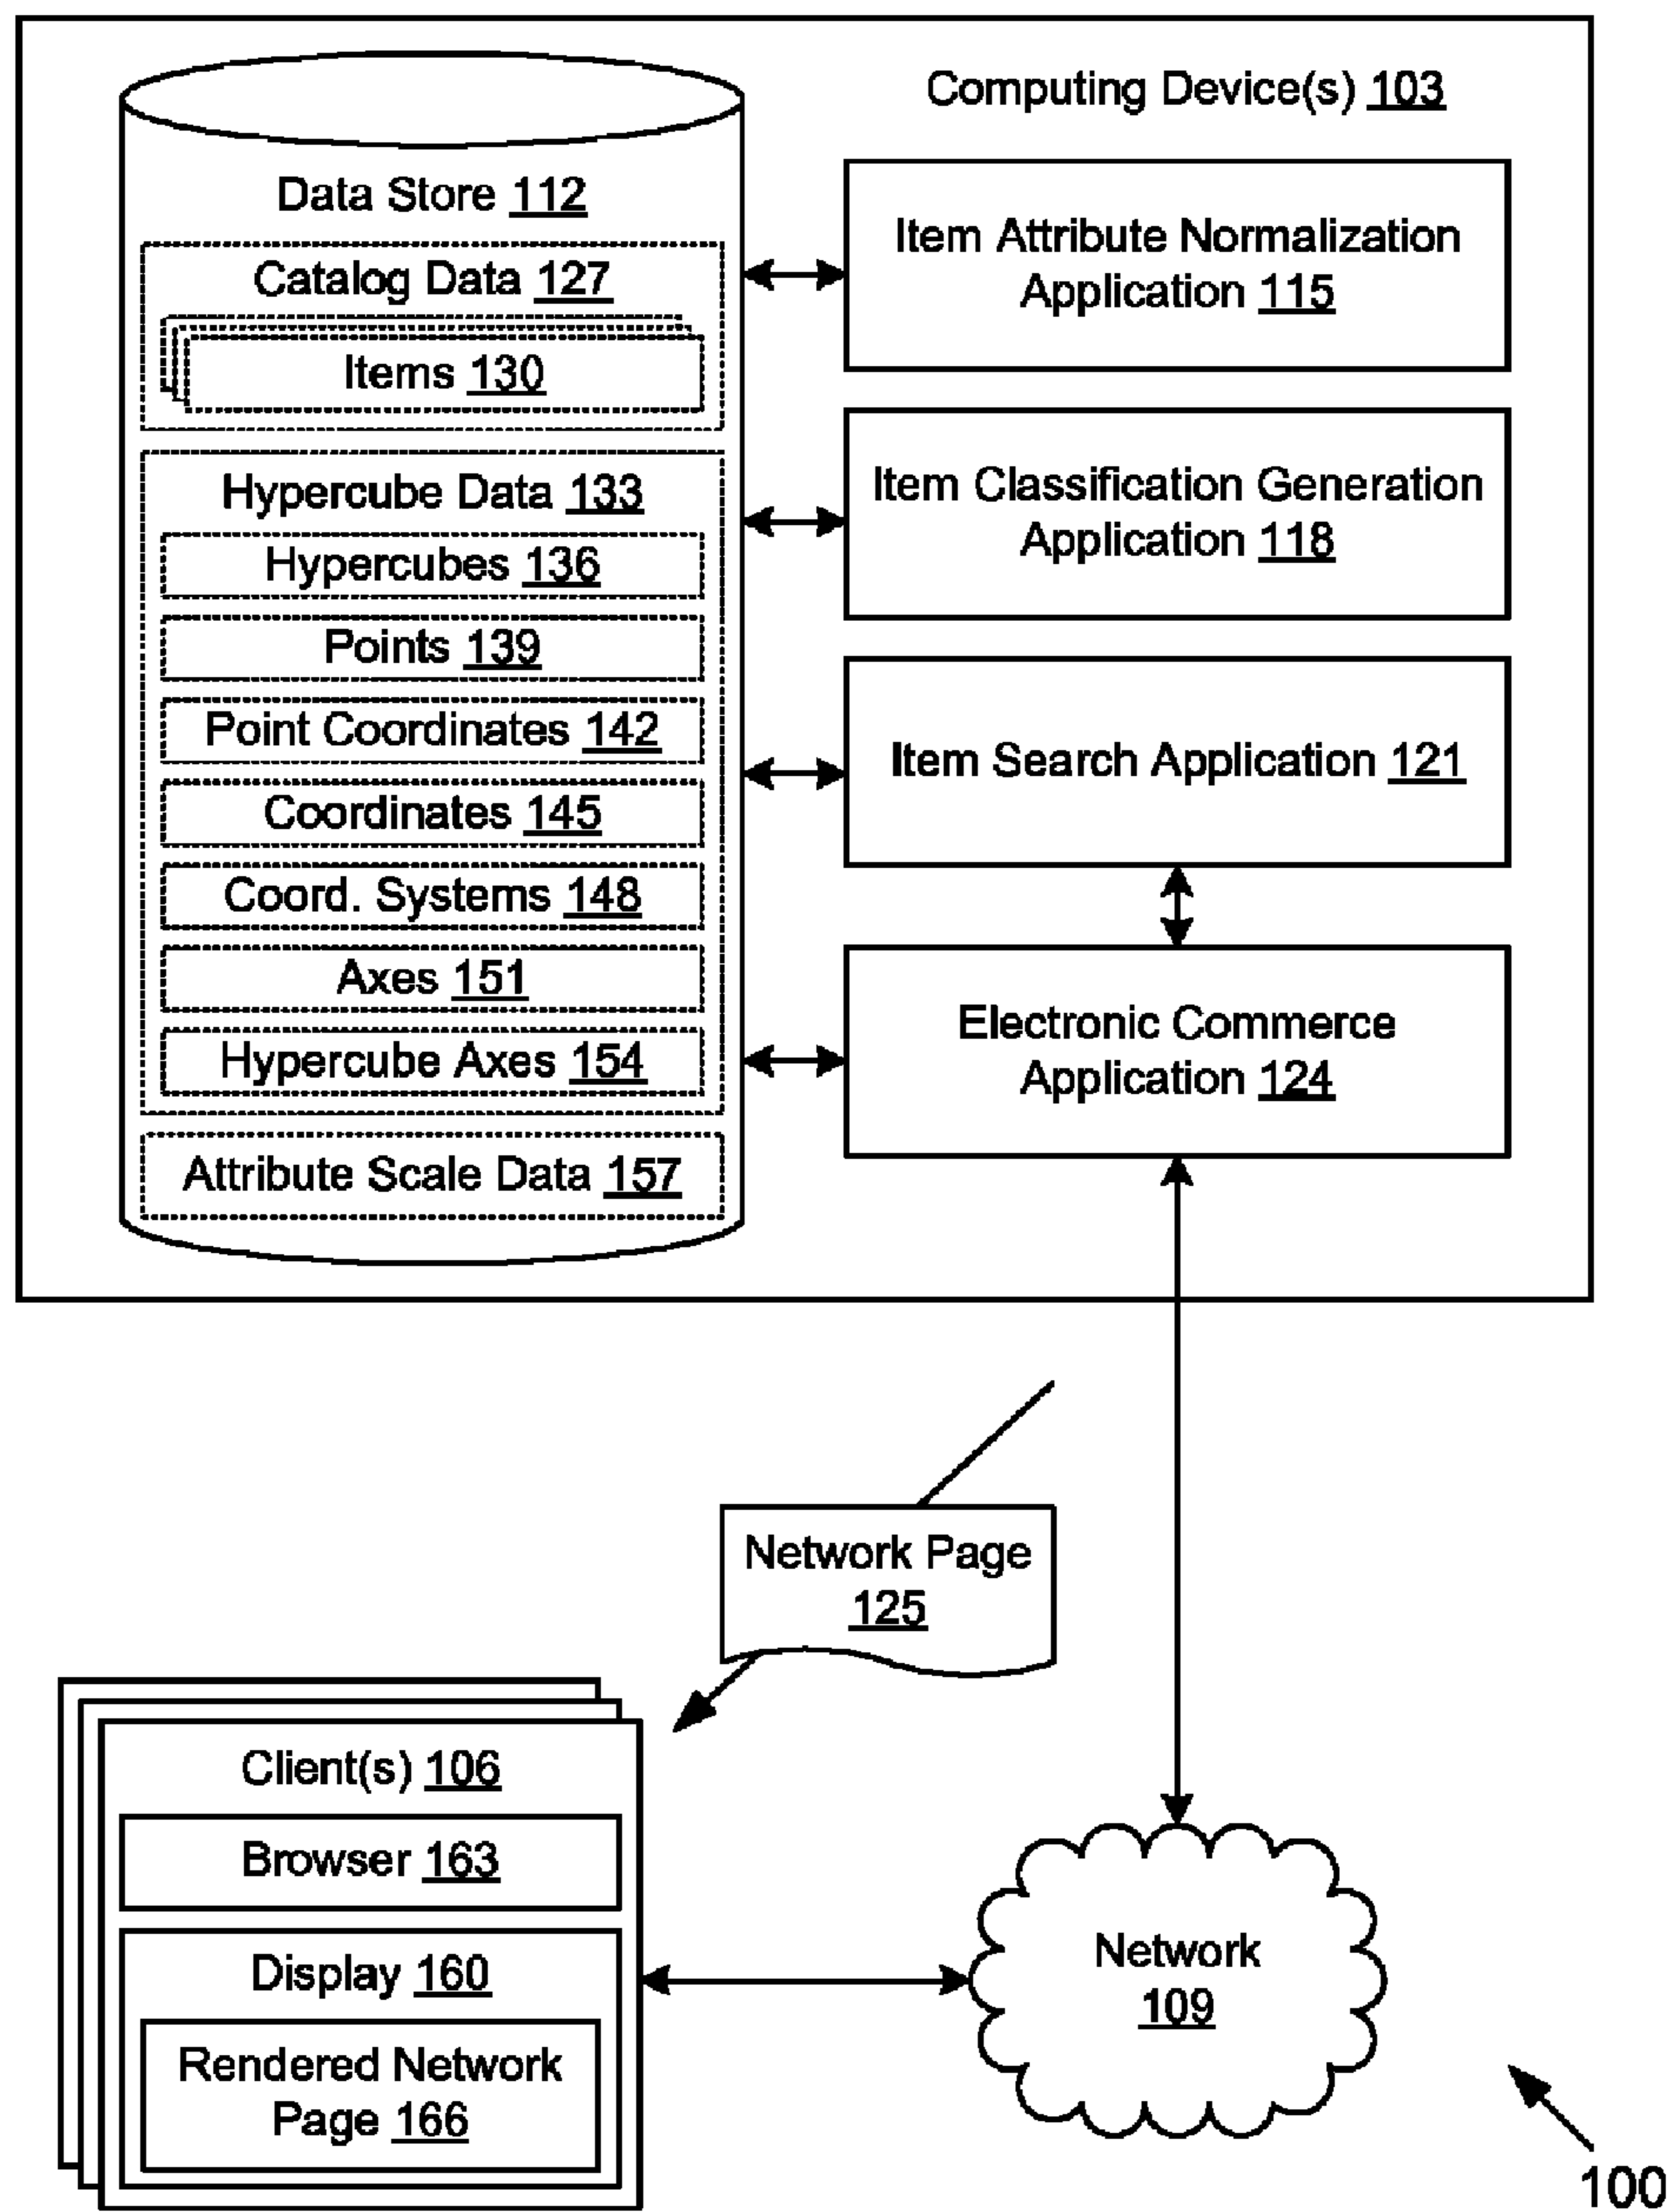 Computing Device(s) 103
Data Store 112
Catalog Data 127
Items 130
Hypercube Data 133
Hypercubes 136
Points 139
Point Coordinates 142
Coordinates 145
Coord. Systems 148
Axes 151
Hypercube Axes 154
Attribute Scale Data 157
Item Attribute Normalization
Application 115
Item Classification Generation
Application 118
Item Search Application 121
Electronic Commerce
Application 124
Network Page
125
Client(s) 106
Browser 163
Display 160
Rendered Network
Page 166
Network
109
100